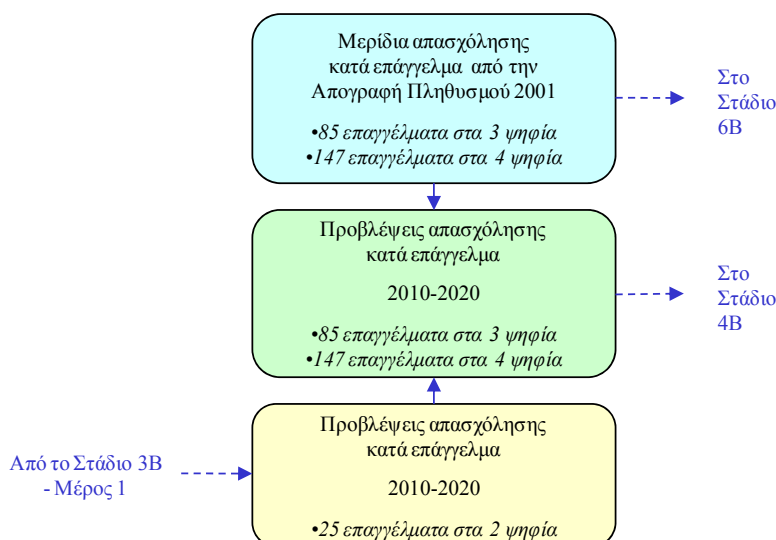 Μερίδια απασχόλησης
κατά επάγγελμα από την
Απογραφή Πληθυσμού 2001
•85 επαγγέλματα στα 3 ψηφία
•147 επαγγέλματα στα 4 ψηφία
Στο
Στάδιο
6Β
Προβλέψεις απασχόλησης
κατά επάγγελμα
2010-2020
•85 επαγγέλματα στα 3 ψηφία
•147 επαγγέλματα στα 4 ψηφία
Στο
Στάδιο
4Β
Από το Στάδιο 3Β
- Μέρος 1
Προβλέψεις απασχόλησης
κατά επάγγελμα
2010-2020
•25 επαγγέλματα στα 2 ψηφία